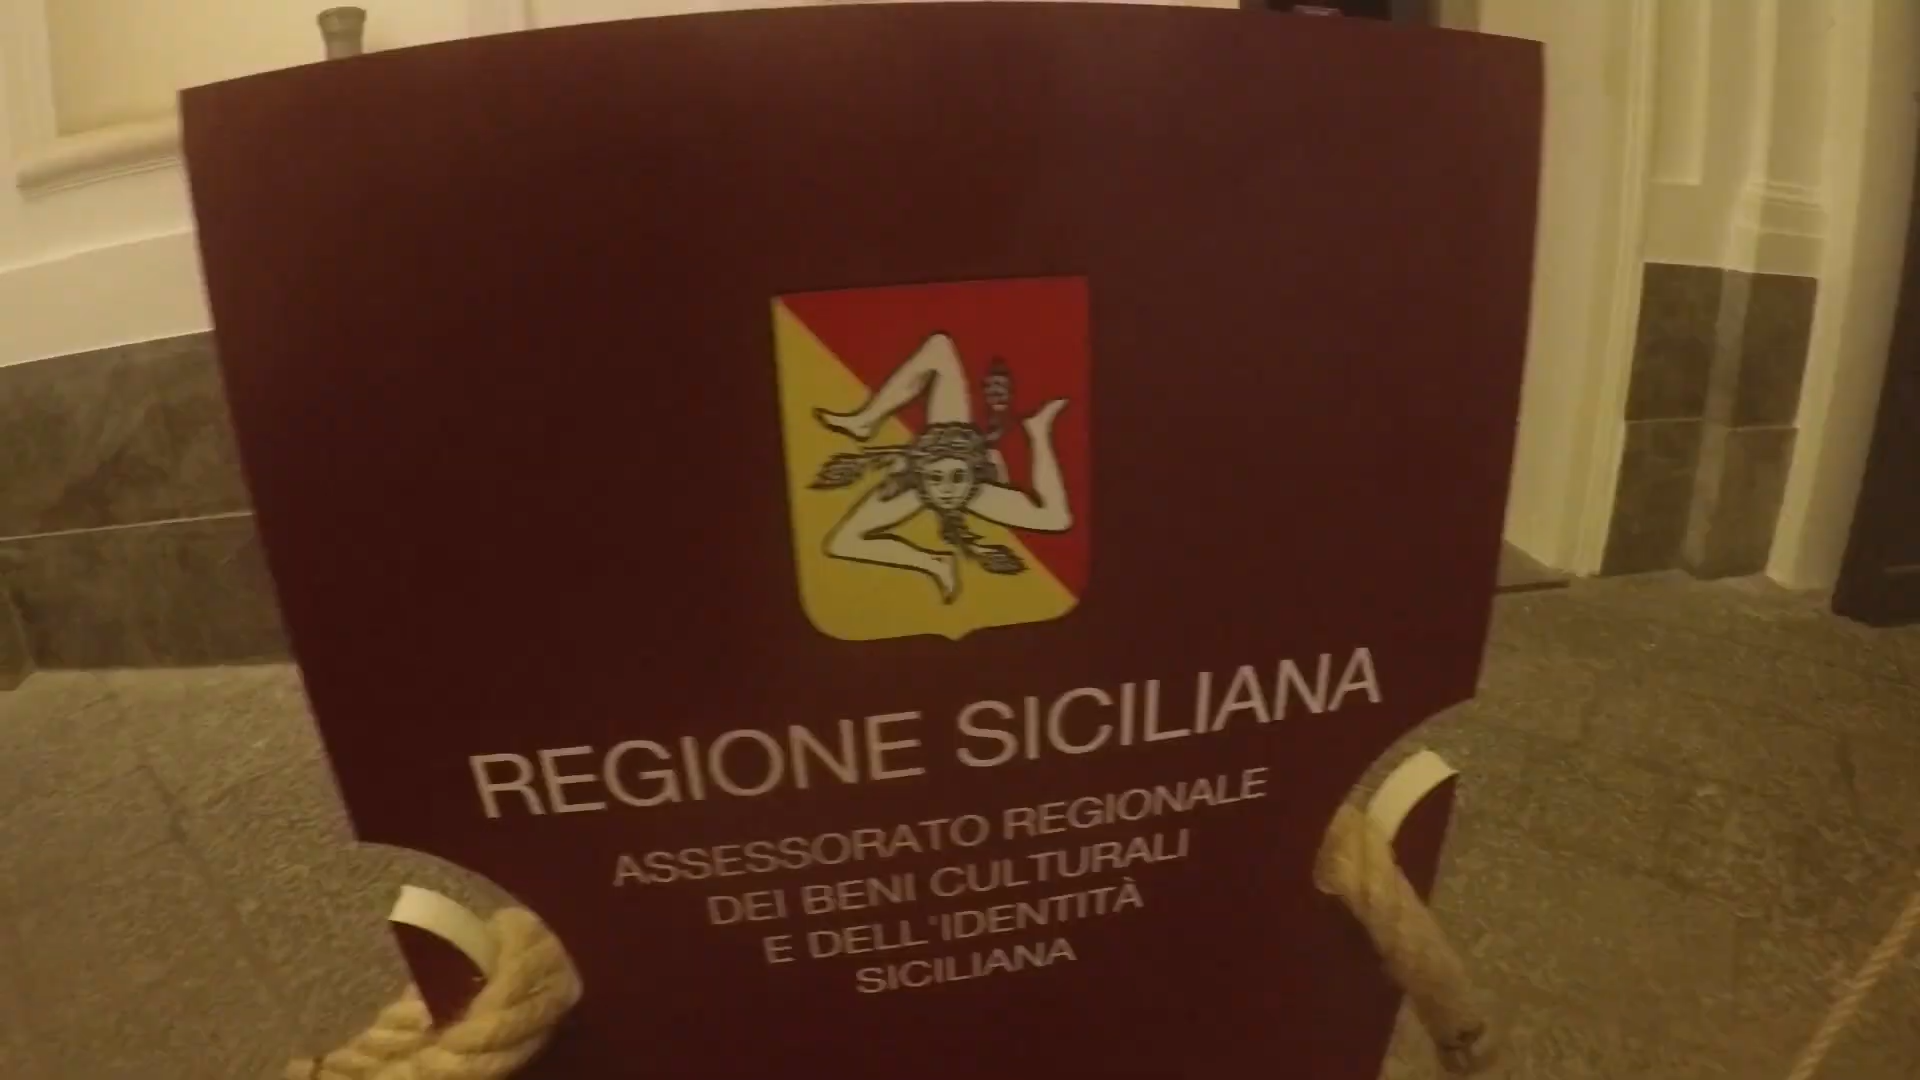 REGIONE SICILIANA
ASSESSORATO REGIONALE
DEI BENI CULTURALI
E DELL'IDENTITÀ
SICILIANA